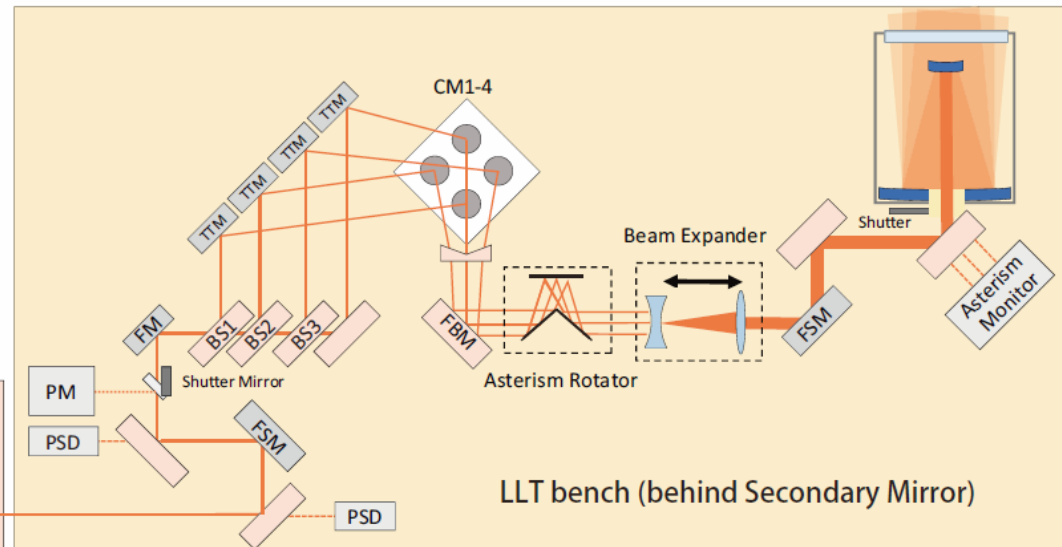 CM1-4
TTM
TTM
TTM
TTM
Shutter
Beam Expander
Asterism
Monitor
FM
BS1
BS2
BS3
FBM
FSM
Asterism Rotator
Shutter Mirror
PM
PSD
FSM
LLT bench (behind Secondary Mirror)
PSD